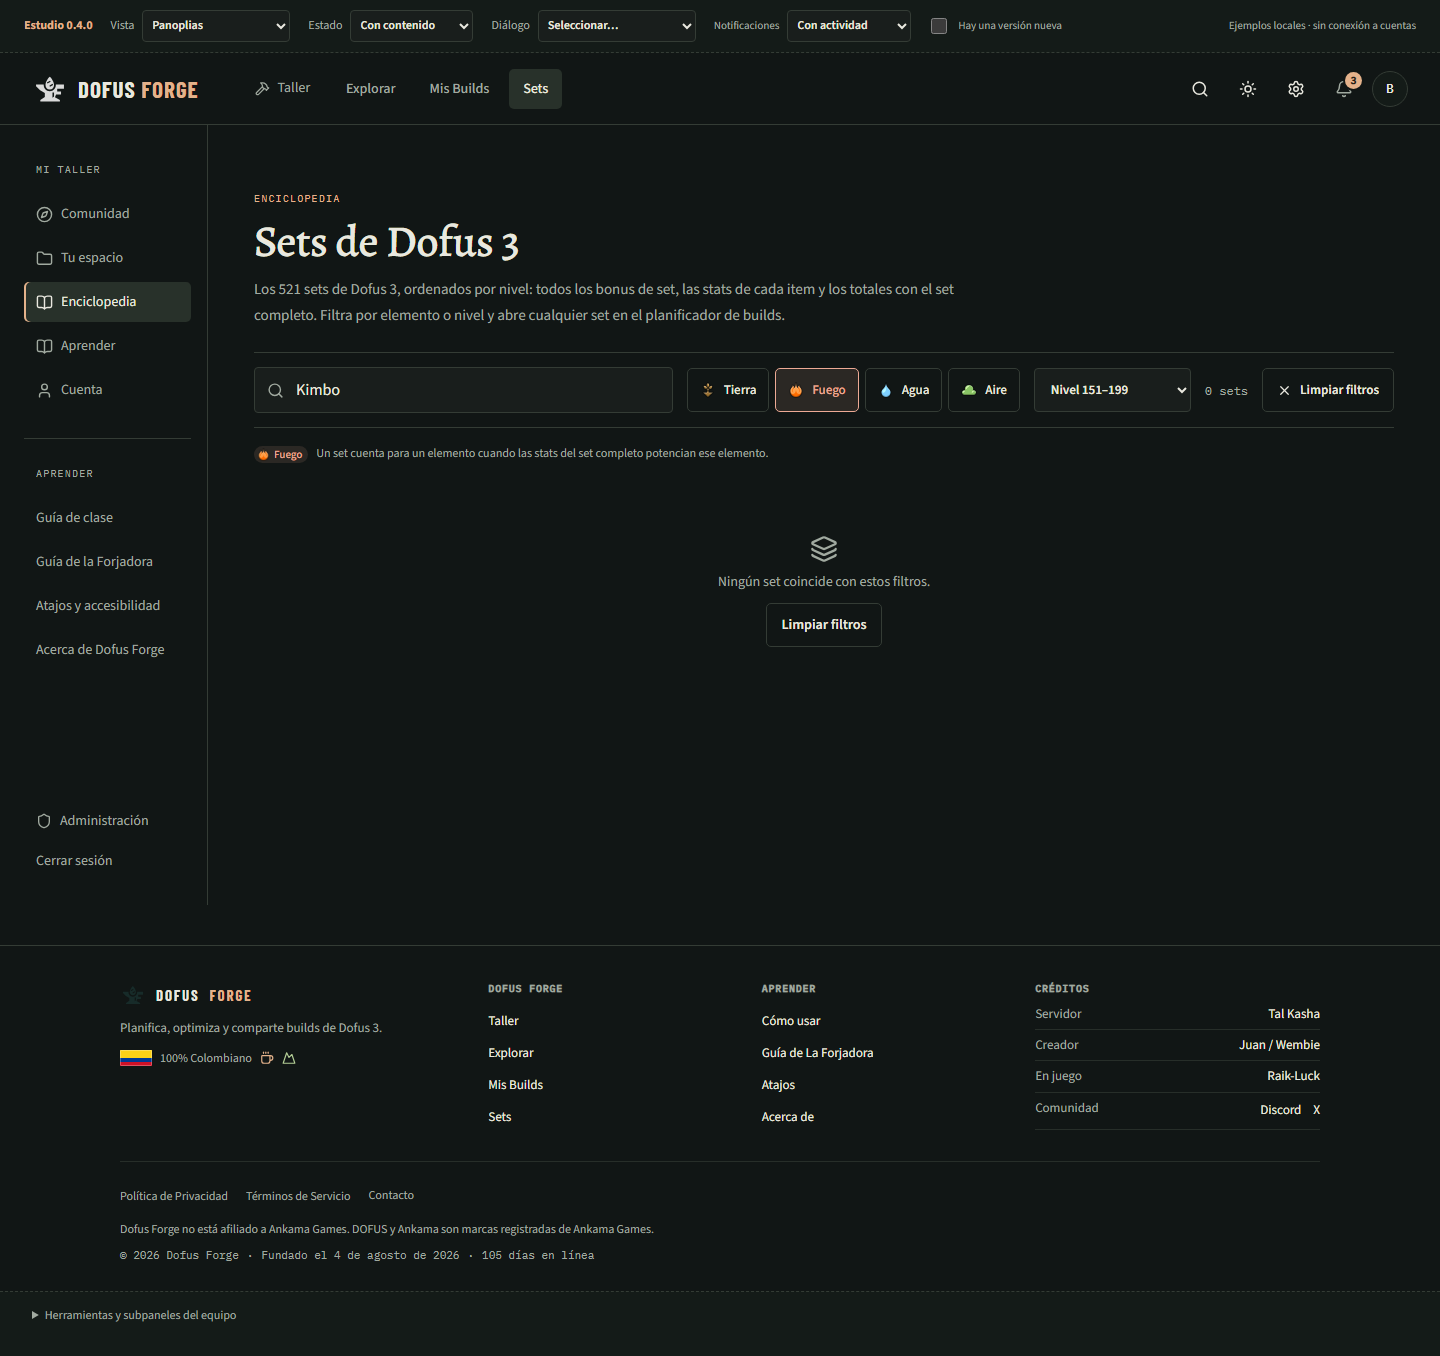 Estudio 0.4.0 Vista Panoplias Estado Con contenido Diálogo Seleccionar... Notificaciones Con actividad Hay una versión nueva Ejemplos locales · sin conexión a cuentas
DOFUS FORGE Taller Explorar Mis Builds Sets 3 B
MI TALLER
Comunidad
Tu espacio
Enciclopedia
Aprender
Cuenta
APRENDER
Guía de clase
Guía de la Forjadora
Atajos y accesibilidad
Acerca de Dofus Forge
Administración
Cerrar sesión
ENCICLOPEDIA
Sets de Dofus 3
Los 521 sets de Dofus 3, ordenados por nivel: todos los bonus de set, las stats de cada item y los totales con el set
completo. Filtra por elemento o nivel y abre cualquier set en el planificador de builds.
Kimbo Tierra Fuego Agua Aire Nivel 151–199 0 sets Limpiar filtros
Fuego Un set cuenta para un elemento cuando las stats del set completo potencian ese elemento.
Ningún set coincide con estos filtros.
Limpiar filtros
DOFUS FORGE
Planifica, optimiza y comparte builds de Dofus 3.
100% Colombiano
DOFUS FORGE
Taller
Explorar
Mis Builds
Sets
APRENDER
Cómo usar
Guía de La Forjadora
Atajos
Acerca de
CRÉDITOS
Servidor Tal Kasha
Creador Juan / Wembie
En juego Raik-Luck
Comunidad Discord X
Política de Privacidad Términos de Servicio Contacto
Dofus Forge no está afiliado a Ankama Games. DOFUS y Ankama son marcas registradas de Ankama Games.
© 2026 Dofus Forge · Fundado el 4 de agosto de 2026 · 105 días en línea
Herramientas y subpaneles del equipo